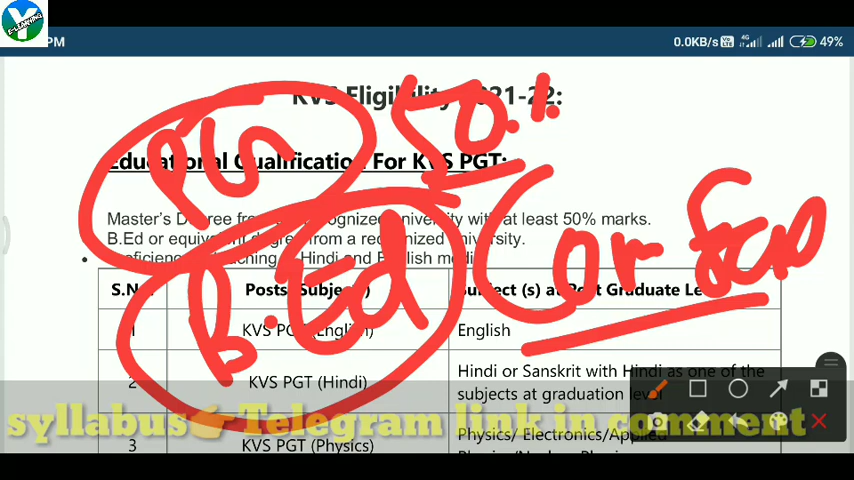 Y
E-LEARNING
PM
0.0KB/s 4G 49%
KVS Eligibility 2021-22:
50%
PG
Educational Qualification For KVS PGT:
Master's Degree from a recognized university with at least 50% marks.
B.Ed or equivalent degree from a recognized university.
Proficiency in teaching in Hindi and English medium
B.Ed
or
S.No Posts (Subject) Subject (s) at Post Graduate Level
1 KVS PGT (English) English
2 KVS PGT (Hindi) Hindi or Sanskrit with Hindi as one of the
subjects at graduation level
syllabus & Telegram link in comment
3 KVS PGT (Physics) Physics/ Electronics/Applied